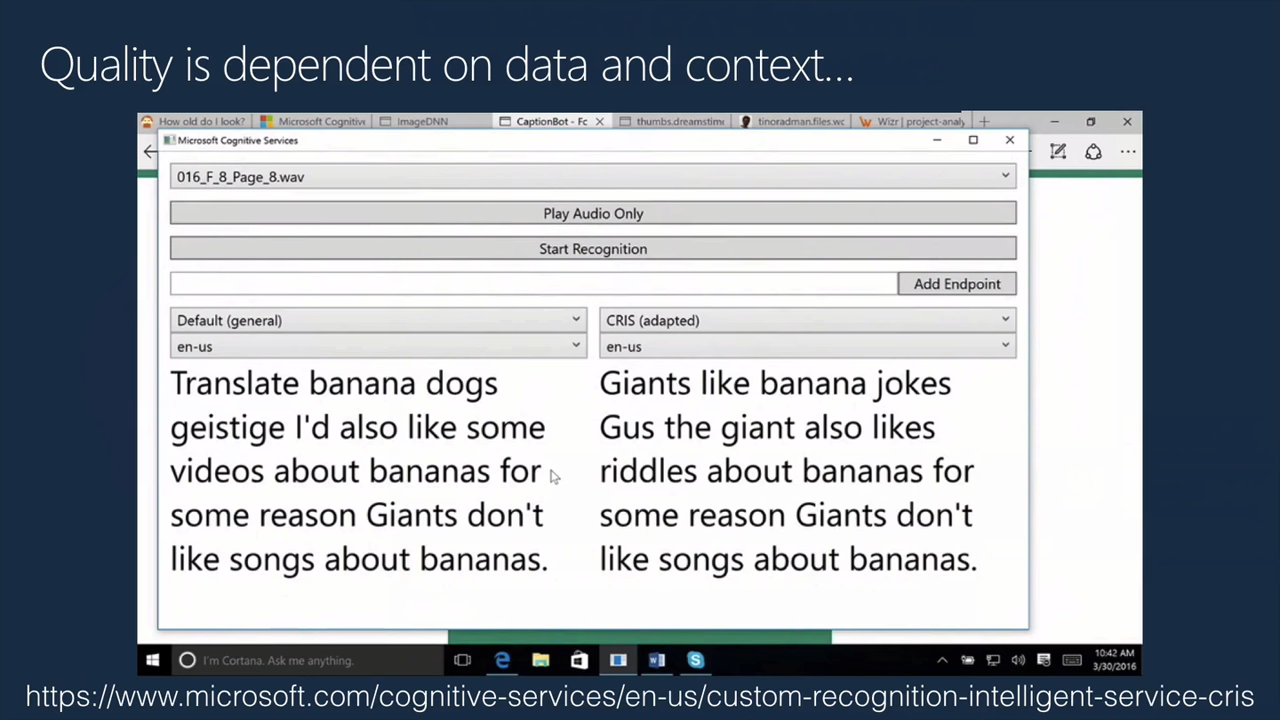 Quality is dependent on data and context...
How old do I look?
Microsoft Cognitive
ImageDNN
CaptionBot - Fc
thumbs.dreamstime
tinoradman.files.wc
Wizr | project-analy
Microsoft Cognitive Services
016_F_8_Page_8.wav
Play Audio Only
Start Recognition
Add Endpoint
Default (general)
en-us
Translate banana dogs
geistige I'd also like some
videos about bananas for
some reason Giants don't
like songs about bananas.
CRIS (adapted)
en-us
Giants like banana jokes
Gus the giant also likes
riddles about bananas for
some reason Giants don't
like songs about bananas.
I'm Cortana. Ask me anything.
10:42 AM
3/30/2016
https://www.microsoft.com/cognitive-services/en-us/custom-recognition-intelligent-service-cris